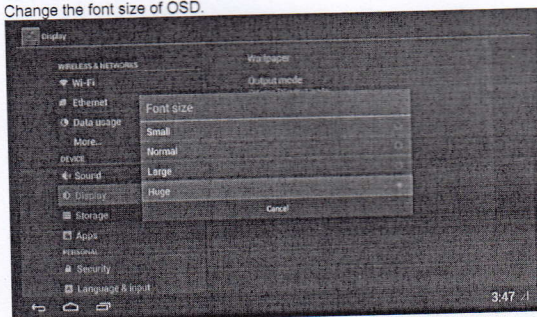 Change the font size of OSD.
Display
WIRELESS & NETWORKS
Wi-Fi
Ethernet
Data usage
More...
DEVICE
Sound
Display
Storage
Apps
PERSONAL
Security
Language & input
Wallpaper
Output mode
Font size
Small
Normal
Large
Huge
Cancel
3:47